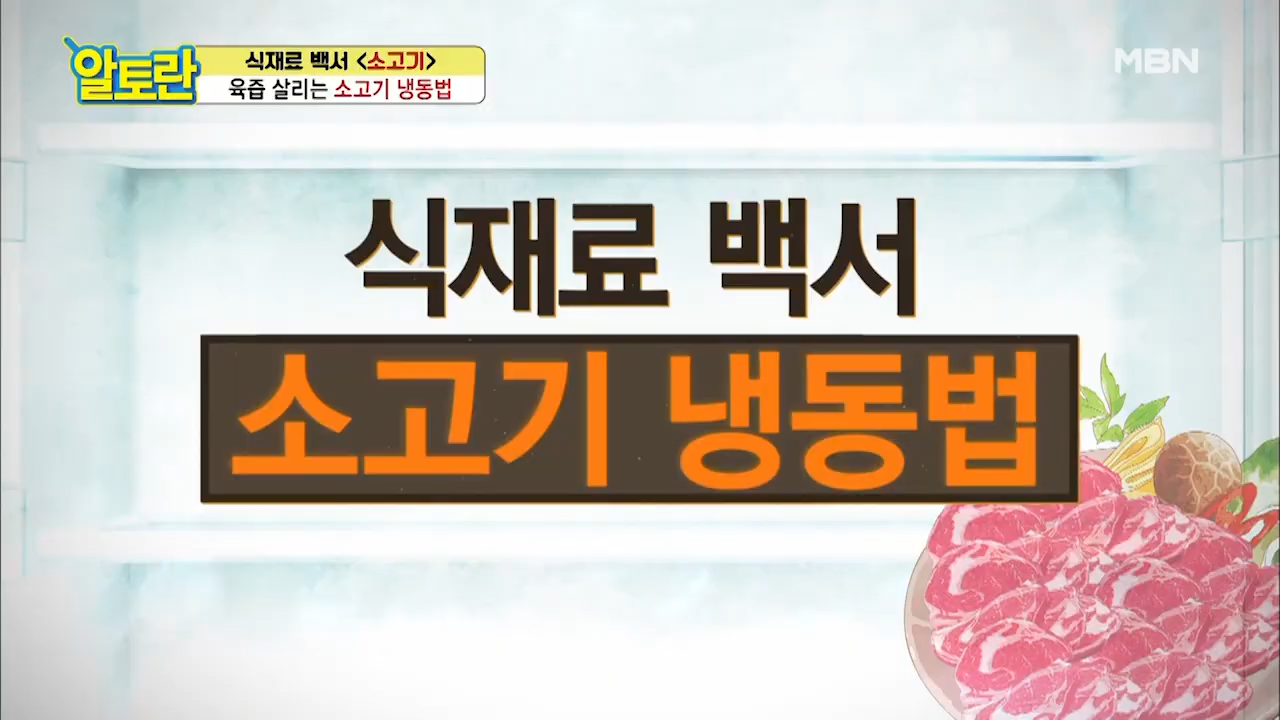 알토란
식재료 백서 <소고기>
육즙 살리는 소고기 냉동법
MBN
식재료 백서
소고기 냉동법